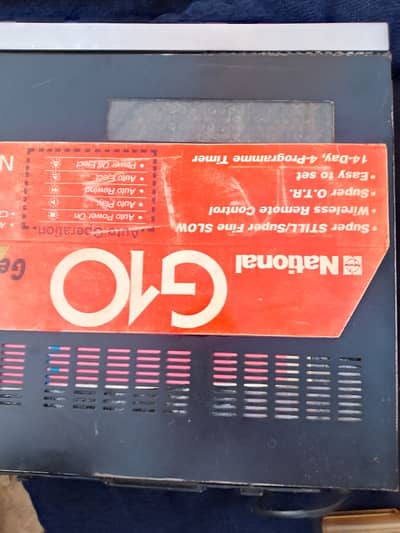 National
G10
Ge
• Super STILL/Super Fine SLOW
• Wireless Remote Control
• Super O.T.R.
• Easy to set
14-Day, 4-Programme Timer
Auto Operation.
• Auto Power On
• Auto Play
• Auto Rewind
• Auto Eject
• Power Off Eject
N